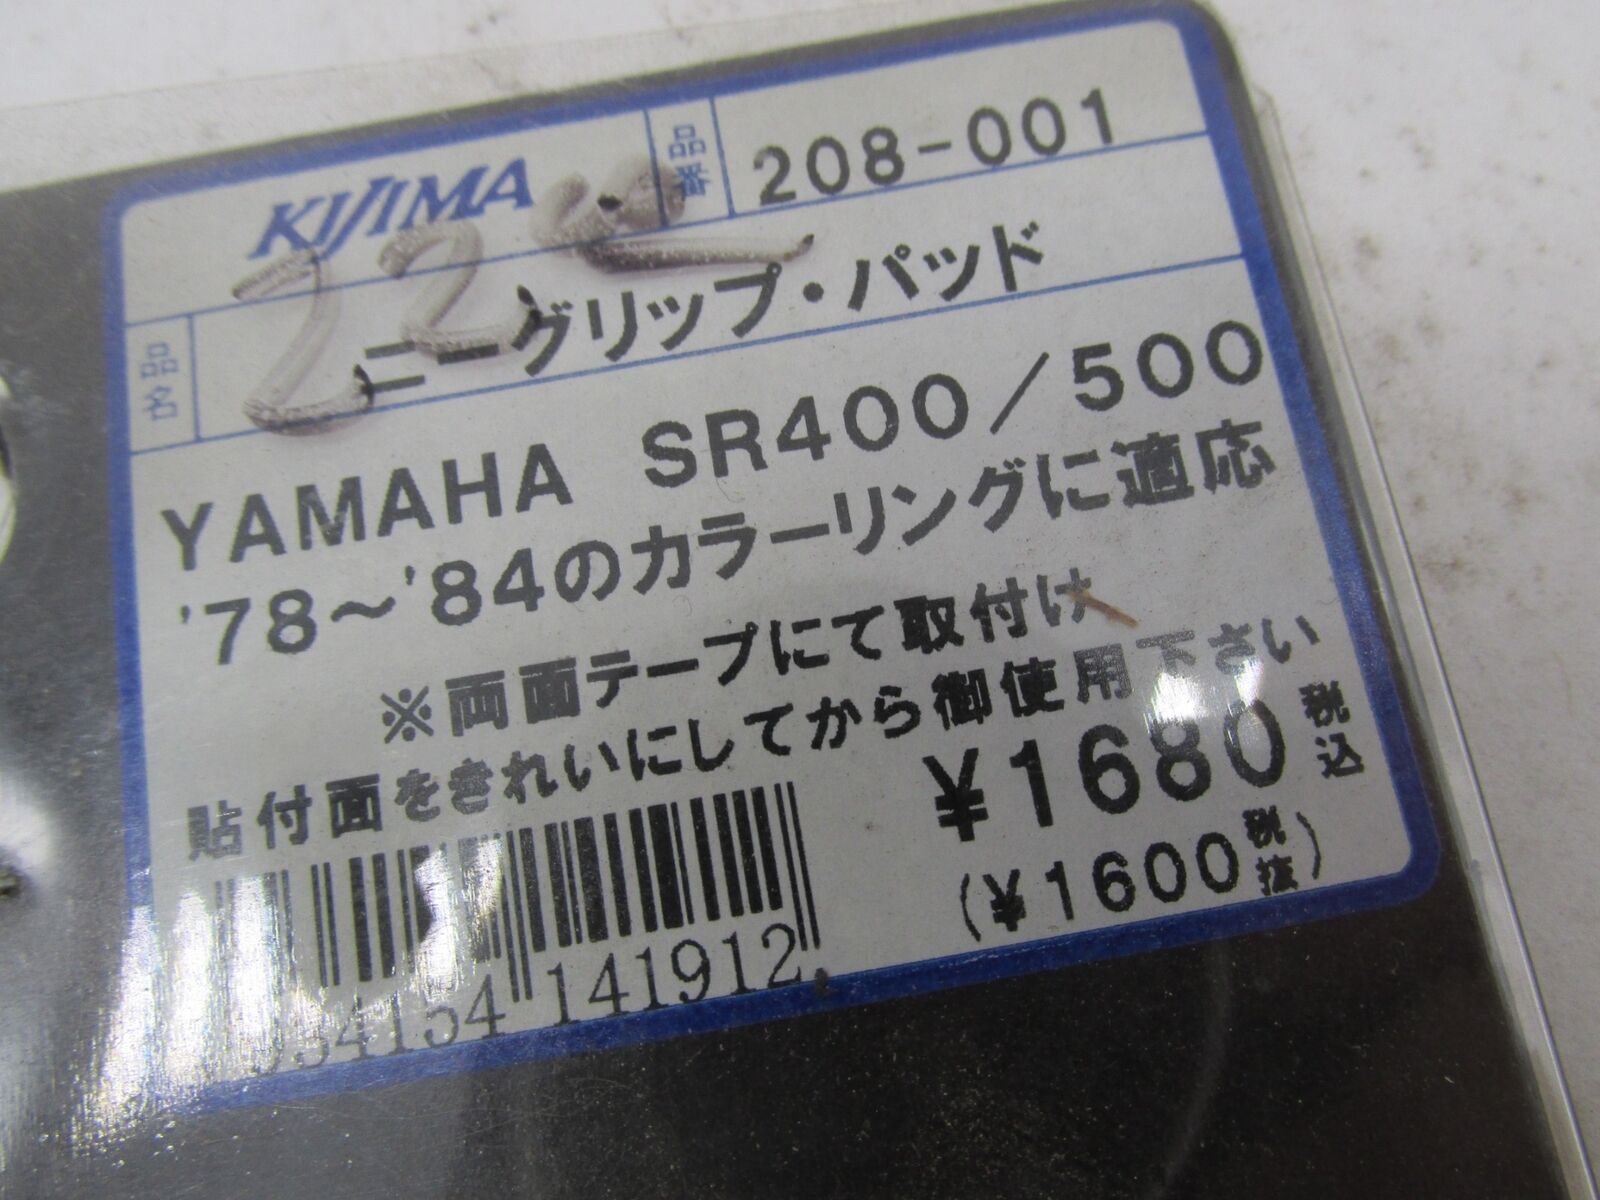 KIJIMA
品番 208-001
品名 ニーグリップ・パッド
YAMAHA SR400/500
'78~'84のカラーリングに適応
※両面テープにて取付け
貼付面をきれいにしてから御使用下さい
¥1680 税込
(¥1600 税抜)
934154 141912